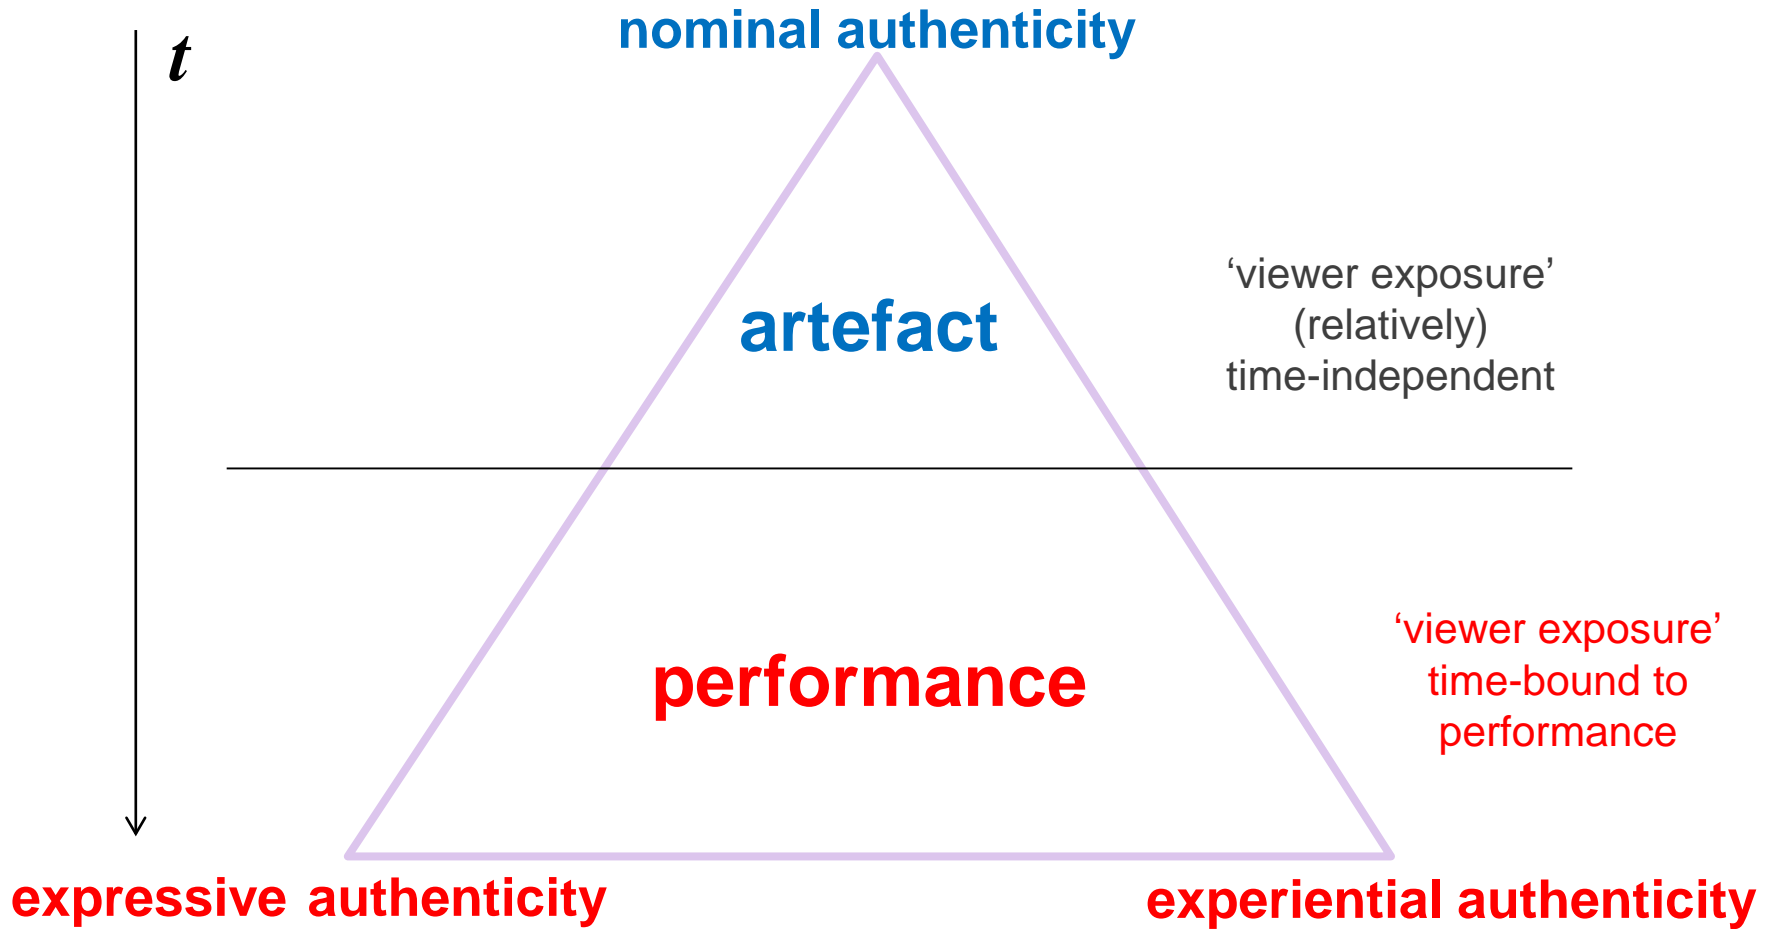 t
nominal authenticity
artefact
‘viewer exposure’
(relatively)
time-independent
performance
‘viewer exposure’
time-bound to
performance
expressive authenticity
experiential authenticity